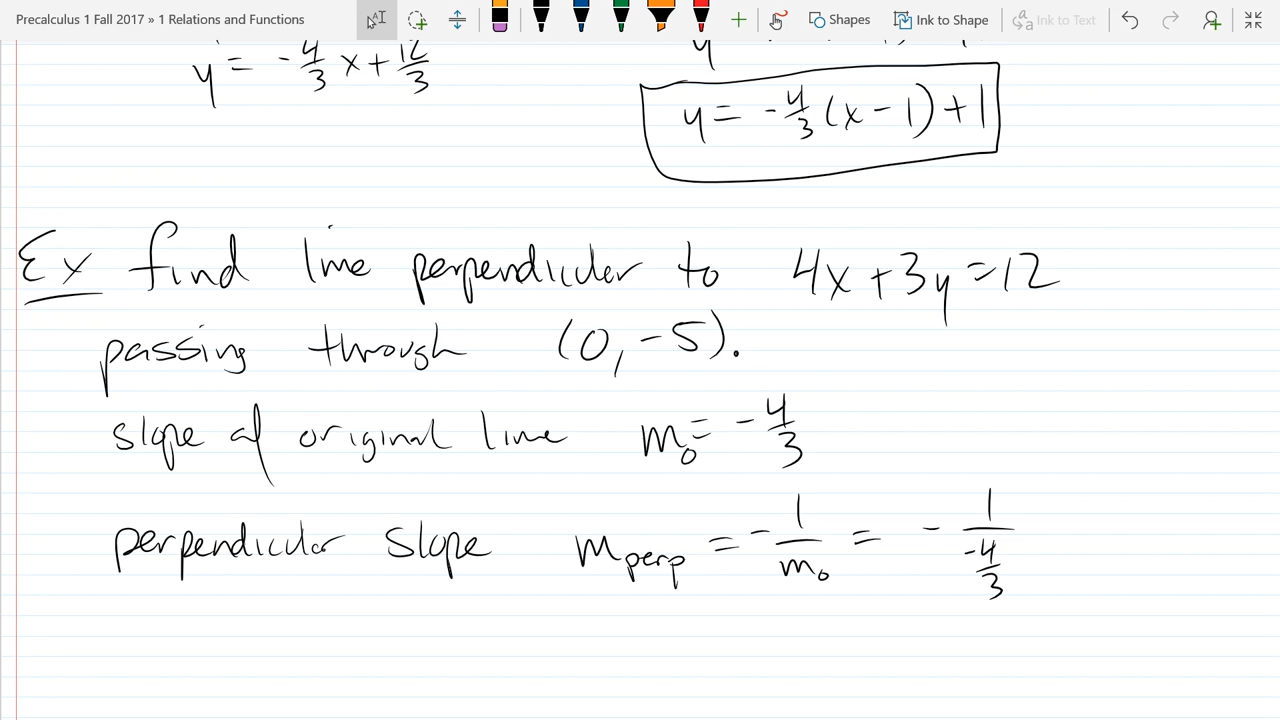 Precalculus 1 Fall 2017 » 1 Relations and Functions
Shapes Ink to Shape Ink to Text
y = -4/3 x + 12/3
y
y = -4/3 (x - 1) + 1
Ex find line perpendicular to 4x + 3y = 12
passing through (0, -5).
slope of original line m₀ = -4/3
perpendicular slope m_perp = -1/m₀ = -1/(-4/3)